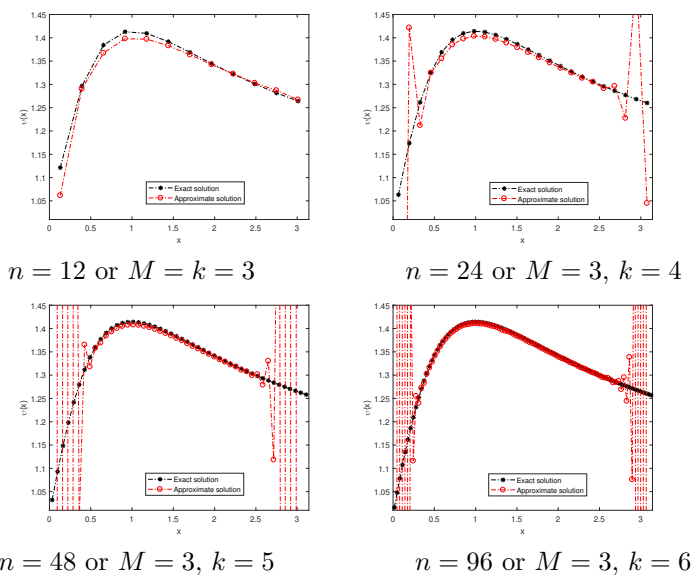 1.45
1.4
1.35
1.3
1.25
1.2
1.15
1.1
1.05
υ(x)
Exact solution
Approximate solution
0 0.5 1 1.5 2 2.5 3
x
n = 12 or M = k = 3
1.45
1.4
1.35
1.3
1.25
1.2
1.15
1.1
1.05
υ(x)
Exact solution
Approximate solution
0 0.5 1 1.5 2 2.5 3
x
n = 24 or M = 3, k = 4
1.45
1.4
1.35
1.3
1.25
1.2
1.15
1.1
1.05
υ(x)
Exact solution
Approximate solution
0 0.5 1 1.5 2 2.5 3
x
n = 48 or M = 3, k = 5
1.45
1.4
1.35
1.3
1.25
1.2
1.15
1.1
1.05
υ(x)
Exact solution
Approximate solution
0 0.5 1 1.5 2 2.5 3
x
n = 96 or M = 3, k = 6